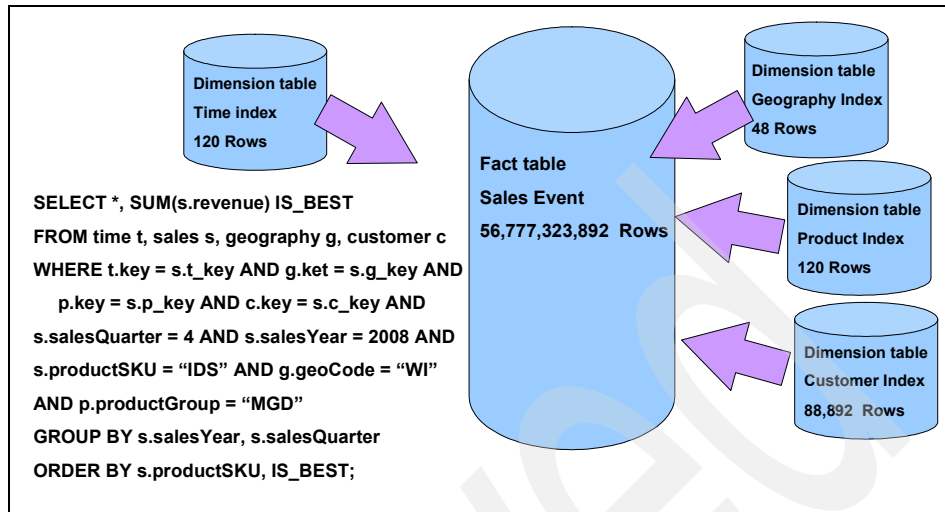 Dimension table
Time index
120 Rows
Dimension table
Geography Index
48 Rows
Fact table
Sales Event
56,777,323,892 Rows
Dimension table
Product Index
120 Rows
Dimension table
Customer Index
88,892 Rows
SELECT *, SUM(s.revenue) IS_BEST
FROM time t, sales s, geography g, customer c
WHERE t.key = s.t_key AND g.ket = s.g_key AND
p.key = s.p_key AND c.key = s.c_key AND
s.salesQuarter = 4 AND s.salesYear = 2008 AND
s.productSKU = “IDS” AND g.geoCode = “WI”
AND p.productGroup = “MGD”
GROUP BY s.salesYear, s.salesQuarter
ORDER BY s.productSKU, IS_BEST;